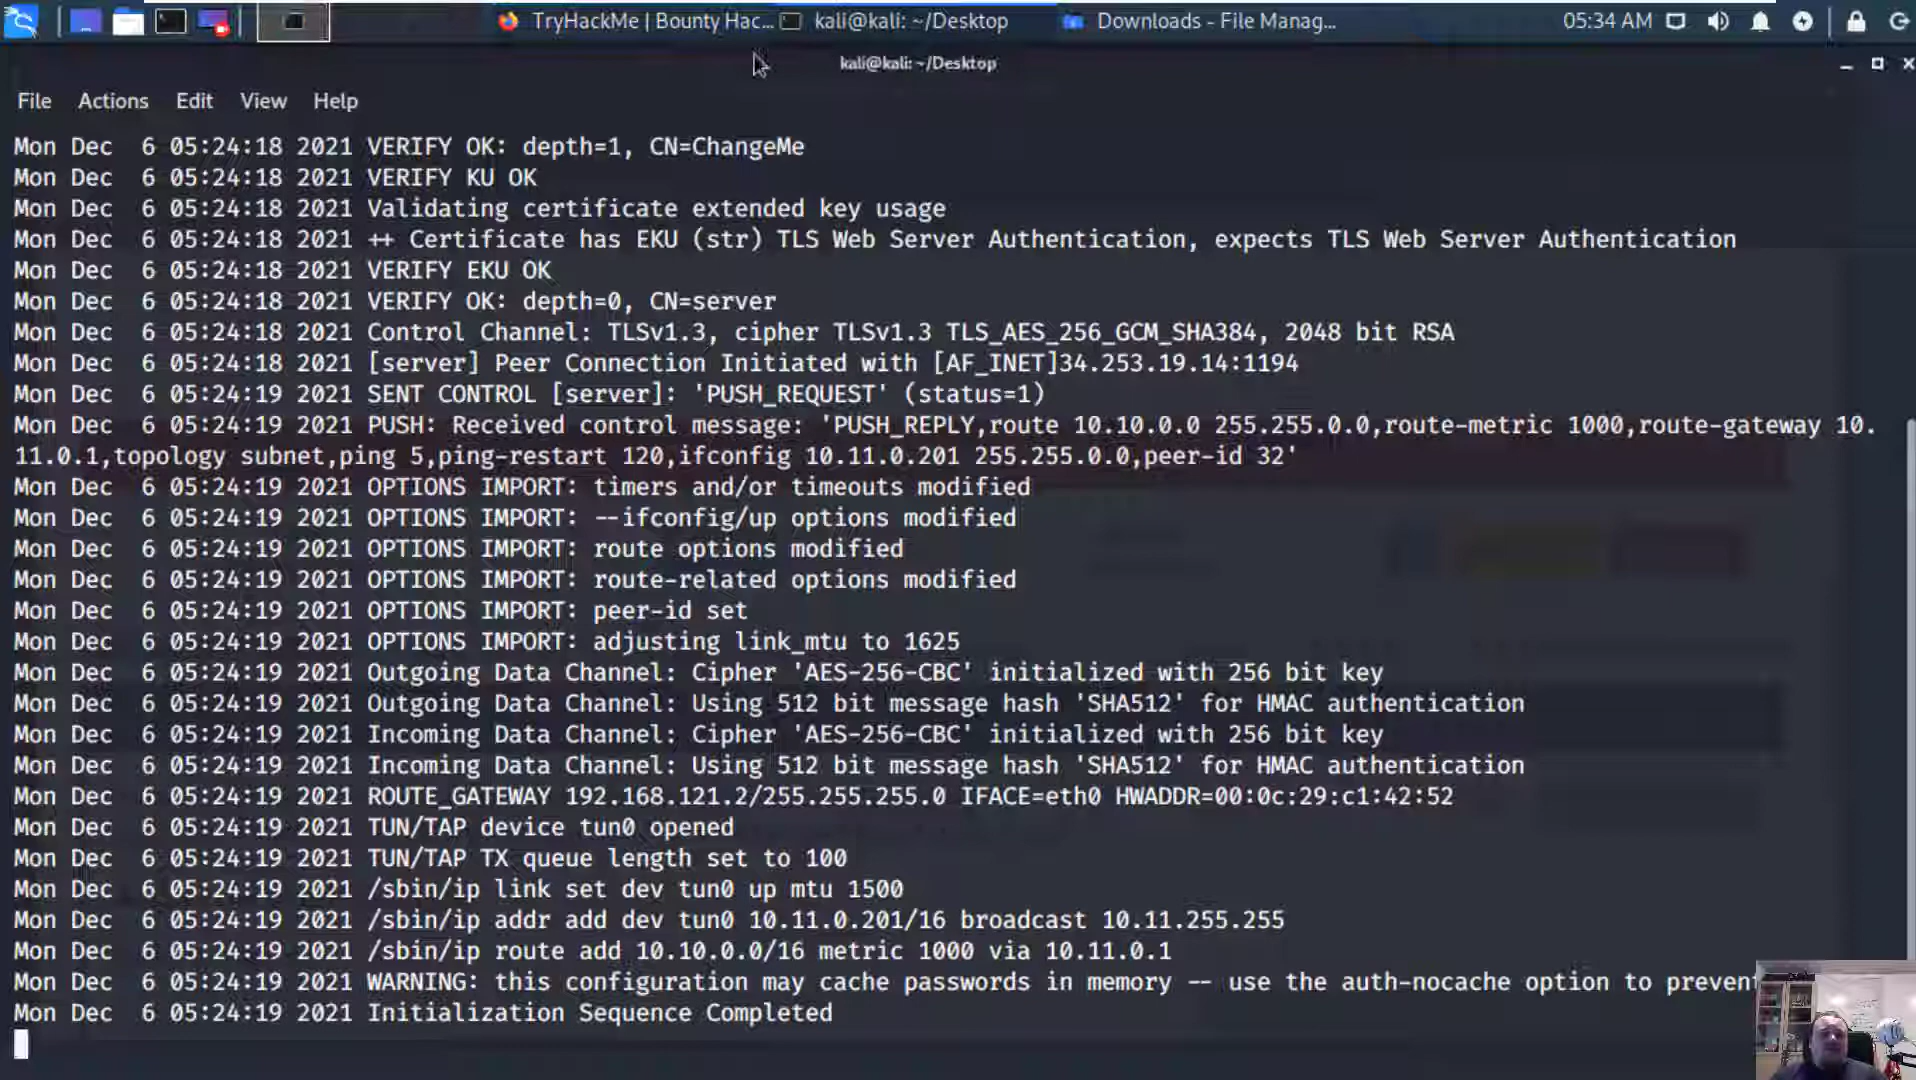 TryHackMe | Bounty Hac... kali@kali: ~/Desktop Downloads - File Manag... 05:34 AM
kali@kali: ~/Desktop
File Actions Edit View Help
Mon Dec  6 05:24:18 2021 VERIFY OK: depth=1, CN=ChangeMe
Mon Dec  6 05:24:18 2021 VERIFY KU OK
Mon Dec  6 05:24:18 2021 Validating certificate extended key usage
Mon Dec  6 05:24:18 2021 ++ Certificate has EKU (str) TLS Web Server Authentication, expects TLS Web Server Authentication
Mon Dec  6 05:24:18 2021 VERIFY EKU OK
Mon Dec  6 05:24:18 2021 VERIFY OK: depth=0, CN=server
Mon Dec  6 05:24:18 2021 Control Channel: TLSv1.3, cipher TLSv1.3 TLS_AES_256_GCM_SHA384, 2048 bit RSA
Mon Dec  6 05:24:18 2021 [server] Peer Connection Initiated with [AF_INET]34.253.19.14:1194
Mon Dec  6 05:24:19 2021 SENT CONTROL [server]: 'PUSH_REQUEST' (status=1)
Mon Dec  6 05:24:19 2021 PUSH: Received control message: 'PUSH_REPLY,route 10.10.0.0 255.255.0.0,route-metric 1000,route-gateway 10.
11.0.1,topology subnet,ping 5,ping-restart 120,ifconfig 10.11.0.201 255.255.0.0,peer-id 32'
Mon Dec  6 05:24:19 2021 OPTIONS IMPORT: timers and/or timeouts modified
Mon Dec  6 05:24:19 2021 OPTIONS IMPORT: --ifconfig/up options modified
Mon Dec  6 05:24:19 2021 OPTIONS IMPORT: route options modified
Mon Dec  6 05:24:19 2021 OPTIONS IMPORT: route-related options modified
Mon Dec  6 05:24:19 2021 OPTIONS IMPORT: peer-id set
Mon Dec  6 05:24:19 2021 OPTIONS IMPORT: adjusting link_mtu to 1625
Mon Dec  6 05:24:19 2021 Outgoing Data Channel: Cipher 'AES-256-CBC' initialized with 256 bit key
Mon Dec  6 05:24:19 2021 Outgoing Data Channel: Using 512 bit message hash 'SHA512' for HMAC authentication
Mon Dec  6 05:24:19 2021 Incoming Data Channel: Cipher 'AES-256-CBC' initialized with 256 bit key
Mon Dec  6 05:24:19 2021 Incoming Data Channel: Using 512 bit message hash 'SHA512' for HMAC authentication
Mon Dec  6 05:24:19 2021 ROUTE_GATEWAY 192.168.121.2/255.255.255.0 IFACE=eth0 HWADDR=00:0c:29:c1:42:52
Mon Dec  6 05:24:19 2021 TUN/TAP device tun0 opened
Mon Dec  6 05:24:19 2021 TUN/TAP TX queue length set to 100
Mon Dec  6 05:24:19 2021 /sbin/ip link set dev tun0 up mtu 1500
Mon Dec  6 05:24:19 2021 /sbin/ip addr add dev tun0 10.11.0.201/16 broadcast 10.11.255.255
Mon Dec  6 05:24:19 2021 /sbin/ip route add 10.10.0.0/16 metric 1000 via 10.11.0.1
Mon Dec  6 05:24:19 2021 WARNING: this configuration may cache passwords in memory -- use the auth-nocache option to prevent
Mon Dec  6 05:24:19 2021 Initialization Sequence Completed